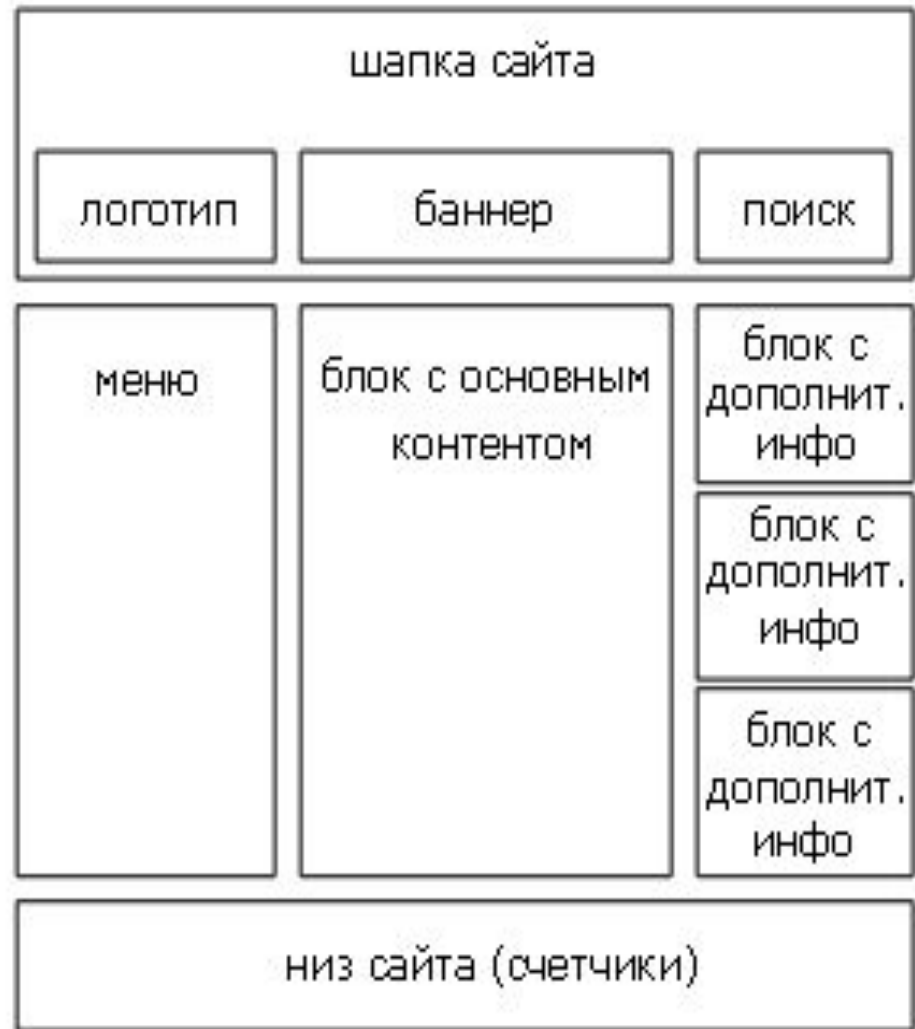 шапка сайта
логотип
баннер
поиск
меню
блок с основным
контентом
блок с
дополнит.
инфо
блок с
дополнит.
инфо
блок с
дополнит.
инфо
низ сайта (счетчики)